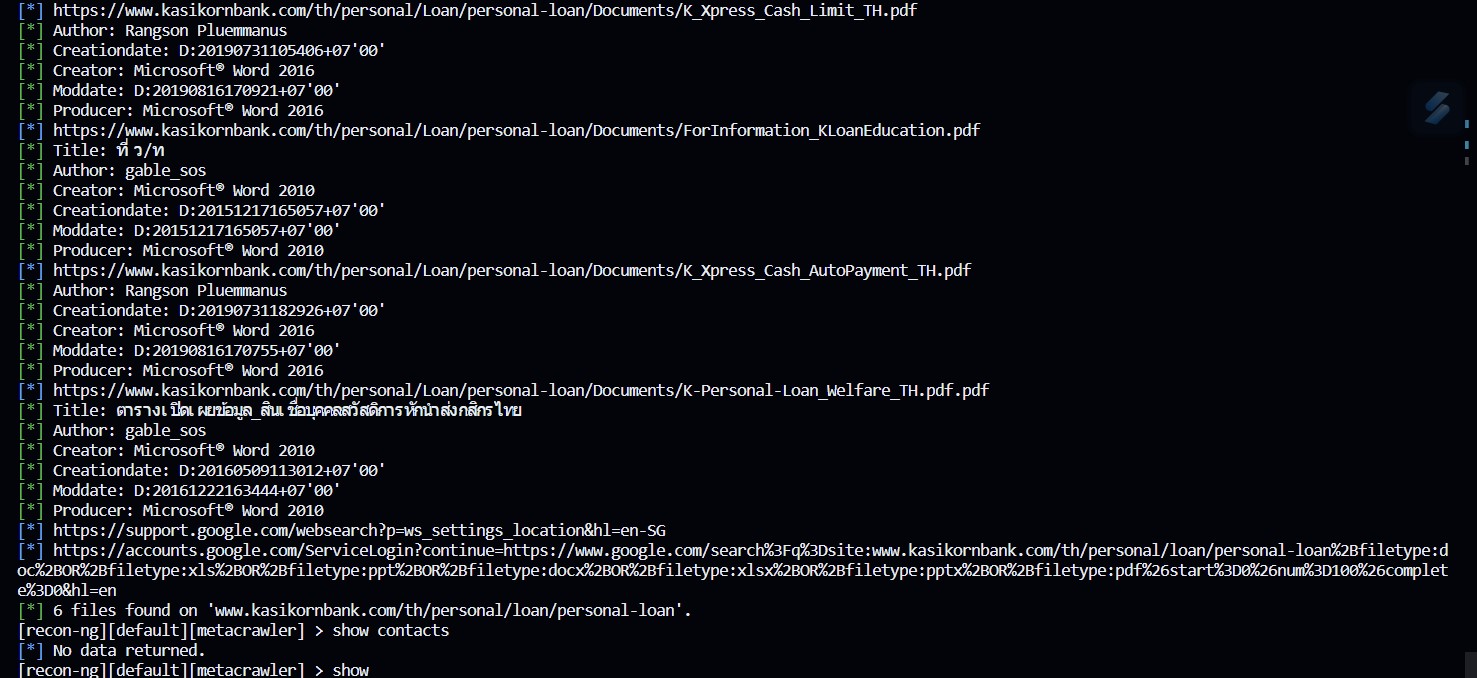 [*] https://www.kasikornbank.com/th/personal/Loan/personal-loan/Documents/K_Xpress_Cash_Limit_TH.pdf
[*] Author: Rangson Pluemmanus
[*] Creationdate: D:20190731105406+07'00'
[*] Creator: Microsoft® Word 2016
[*] Moddate: D:20190816170921+07'00'
[*] Producer: Microsoft® Word 2016
[*] https://www.kasikornbank.com/th/personal/Loan/personal-loan/Documents/ForInformation_KLoanEducation.pdf
[*] Title: ที่ ว/ท
[*] Author: gable_sos
[*] Creator: Microsoft® Word 2010
[*] Creationdate: D:20151217165057+07'00'
[*] Moddate: D:20151217165057+07'00'
[*] Producer: Microsoft® Word 2010
[*] https://www.kasikornbank.com/th/personal/Loan/personal-loan/Documents/K_Xpress_Cash_AutoPayment_TH.pdf
[*] Author: Rangson Pluemmanus
[*] Creationdate: D:20190731182926+07'00'
[*] Creator: Microsoft® Word 2016
[*] Moddate: D:20190816170755+07'00'
[*] Producer: Microsoft® Word 2016
[*] https://www.kasikornbank.com/th/personal/Loan/personal-loan/Documents/K-Personal-Loan_Welfare_TH.pdf.pdf
[*] Title: ตารางเปิดเผยข้อมูล_สินเชื่อบุคคลสวัสดิการหักนำส่งกสิกรไทย
[*] Author: gable_sos
[*] Creator: Microsoft® Word 2010
[*] Creationdate: D:20160509113012+07'00'
[*] Moddate: D:20161222163444+07'00'
[*] Producer: Microsoft® Word 2010
[*] https://support.google.com/websearch?p=ws_settings_location&hl=en-SG
[*] https://accounts.google.com/ServiceLogin?continue=https://www.google.com/search%3Fq%3Dsite:www.kasikornbank.com/th/personal/loan/personal-loan%2Bfiletype:d
oc%2BOR%2Bfiletype:xls%2BOR%2Bfiletype:ppt%2BOR%2Bfiletype:docx%2BOR%2Bfiletype:xlsx%2BOR%2Bfiletype:pptx%2BOR%2Bfiletype:pdf%26start%3D0%26num%3D100%26complet
e%3D0&hl=en
[*] 6 files found on 'www.kasikornbank.com/th/personal/loan/personal-loan'.
[recon-ng][default][metacrawler] > show contacts
[*] No data returned.
[recon-ng][default][metacrawler] > show